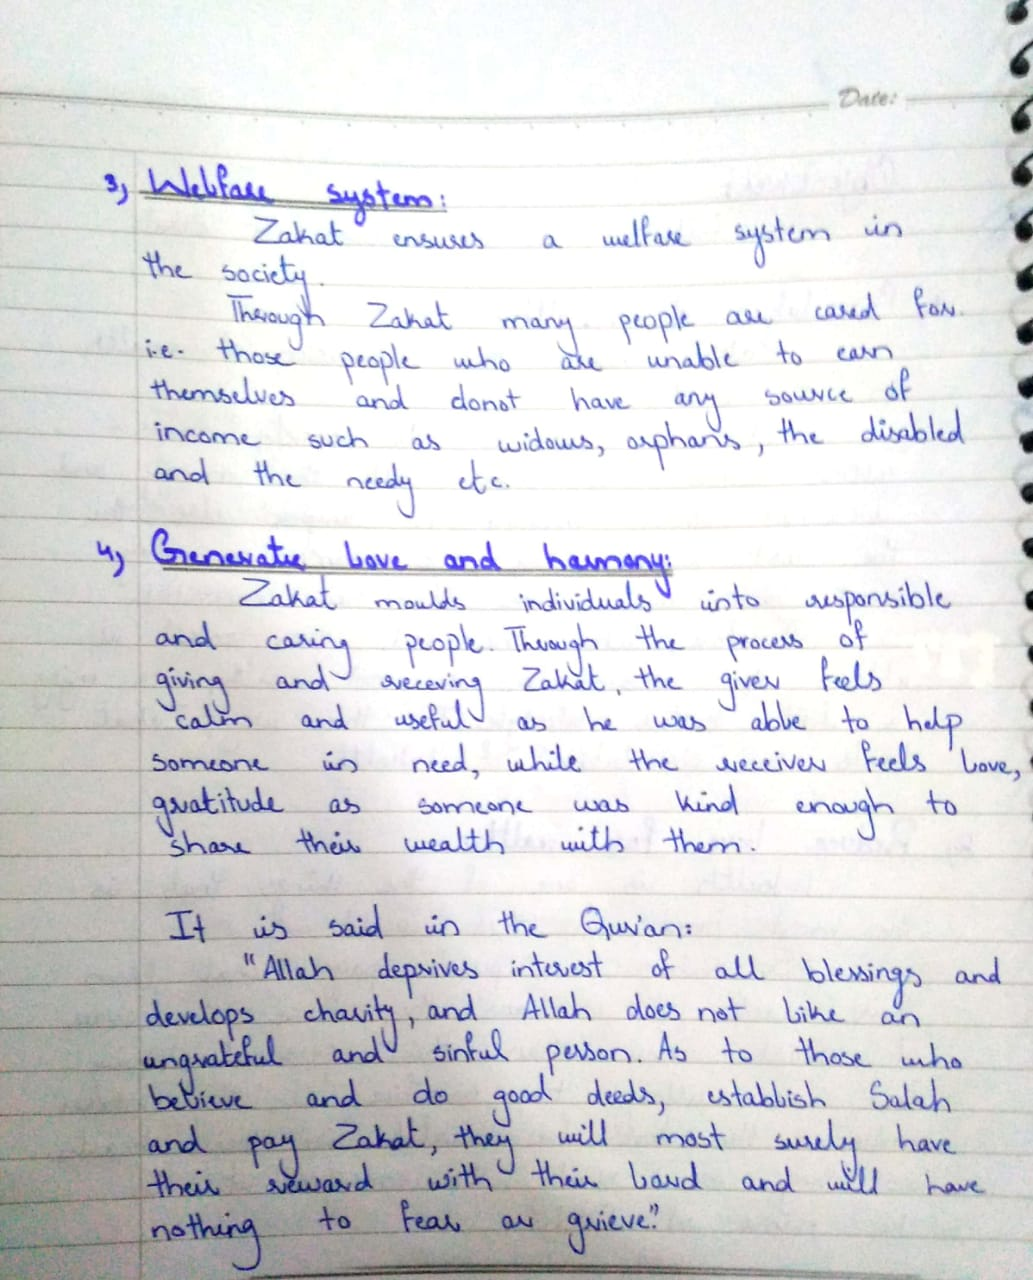 Date:
3) Welfare system:
Zakat ensures a welfare system in
the society.
Through Zakat many people are cared for.
i.e. those people who are unable to earn
themselves and donot have any source of
income such as widows, orphans, the disabled
and the needy etc.
4) Generate love and harmony:
Zakat moulds individuals into responsible
and caring people. Through the process of
giving and receving Zakat, the giver feels
calm and useful as he was able to help
someone in need, while the receiver feels love,
gratitude as someone was kind enough to
share their wealth with them.
It is said in the Qur'an:
"Allah deprives interest of all blessings and
develops charity, and Allah does not like an
ungrateful and sinful person. As to those who
believe and do good deeds, establish Salah
and pay Zakat, they will most surely have
their reward with their Lord and will have
nothing to fear or grieve."